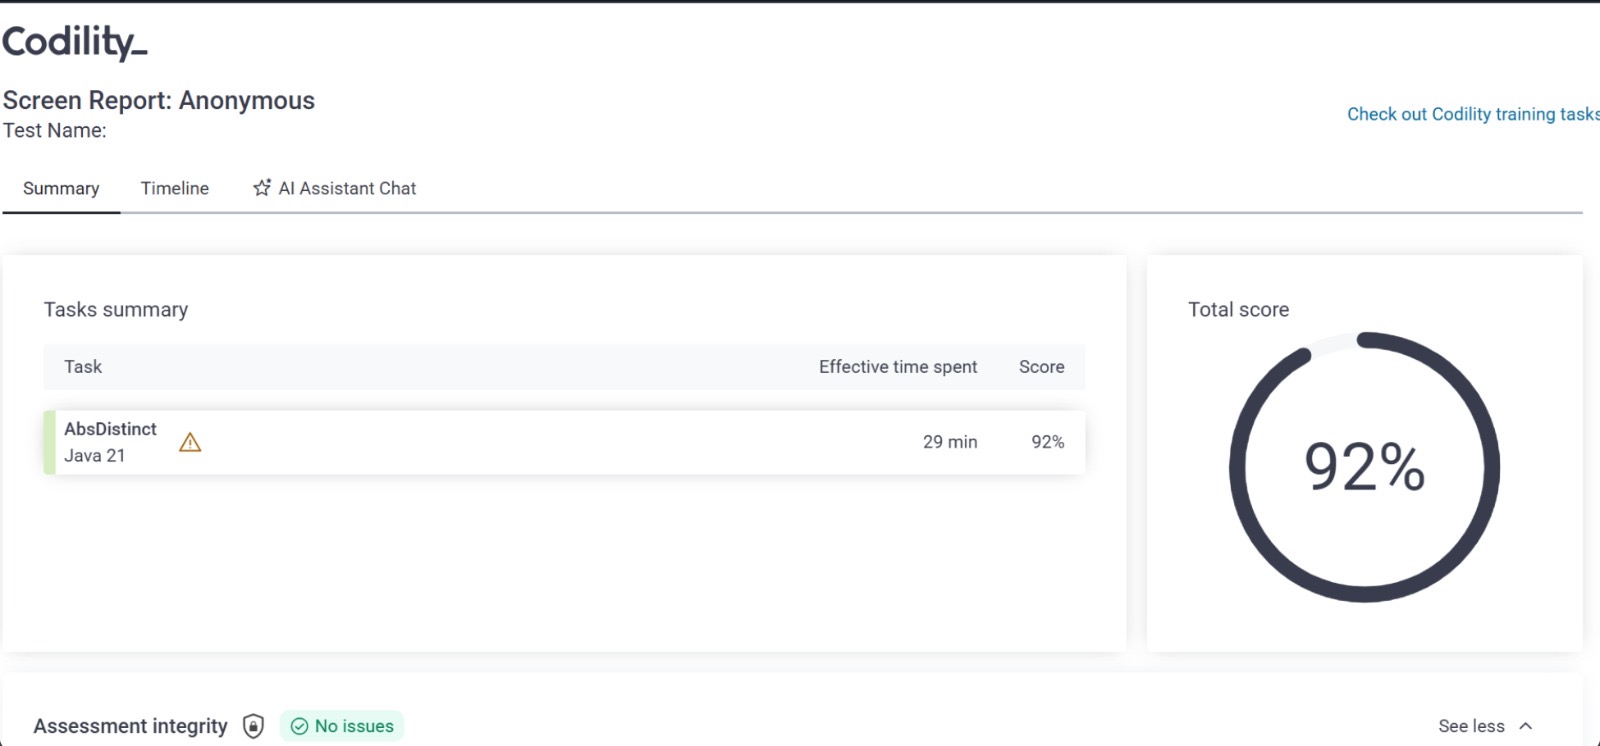 Codility_
Screen Report: Anonymous
Test Name:
Check out Codility training tasks
Summary Timeline AI Assistant Chat
Tasks summary
Task Effective time spent Score
AbsDistinct
Java 21
29 min 92%
Total score
92%
Assessment integrity No issues See less